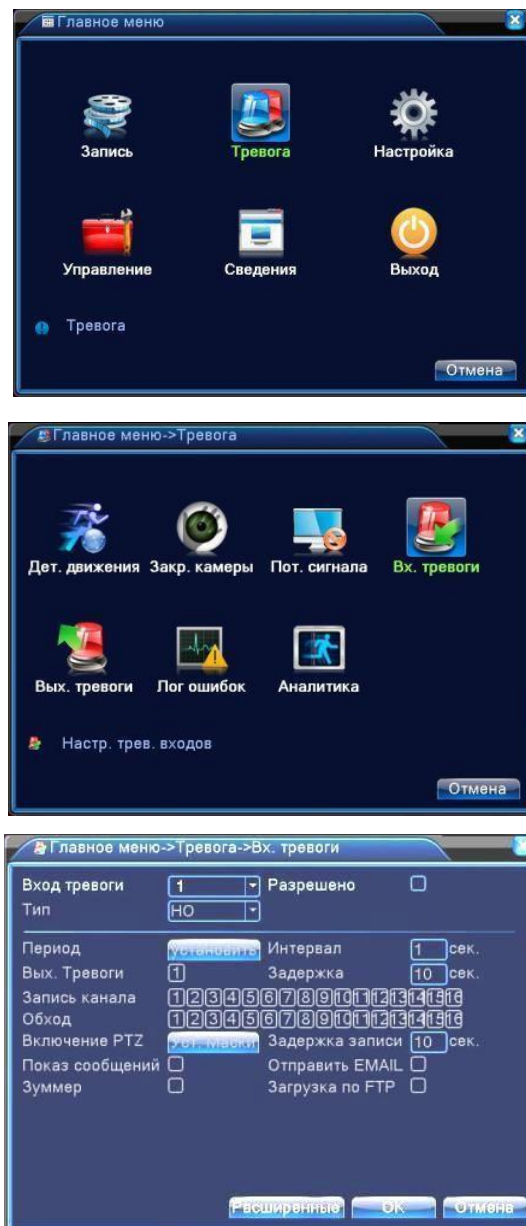 Главное меню
Запись Тревога Настройка
Управление Сведения Выход
Тревога
Отмена
Главное меню->Тревога
Дет. движения Закр. камеры Пот. сигнала Вх. тревоги
Вых. тревоги Лог ошибок Аналитика
Настр. трев. входов
Отмена
Главное меню->Тревога->Вх. тревоги
Вход тревоги 1 Разрешено
Тип НО
Период Установить Интервал 1 сек.
Вых. Тревоги 1 Задержка 10 сек.
Запись канала 1 2 3 4 5 6 7 8 9 10 11 12 13 14 15 16
Обход 1 2 3 4 5 6 7 8 9 10 11 12 13 14 15 16
Включение PTZ Уст. Маски Задержка записи 10 сек.
Показ сообщений Отправить EMAIL
Зуммер Загрузка по FTP
Расширенные OK Отмена